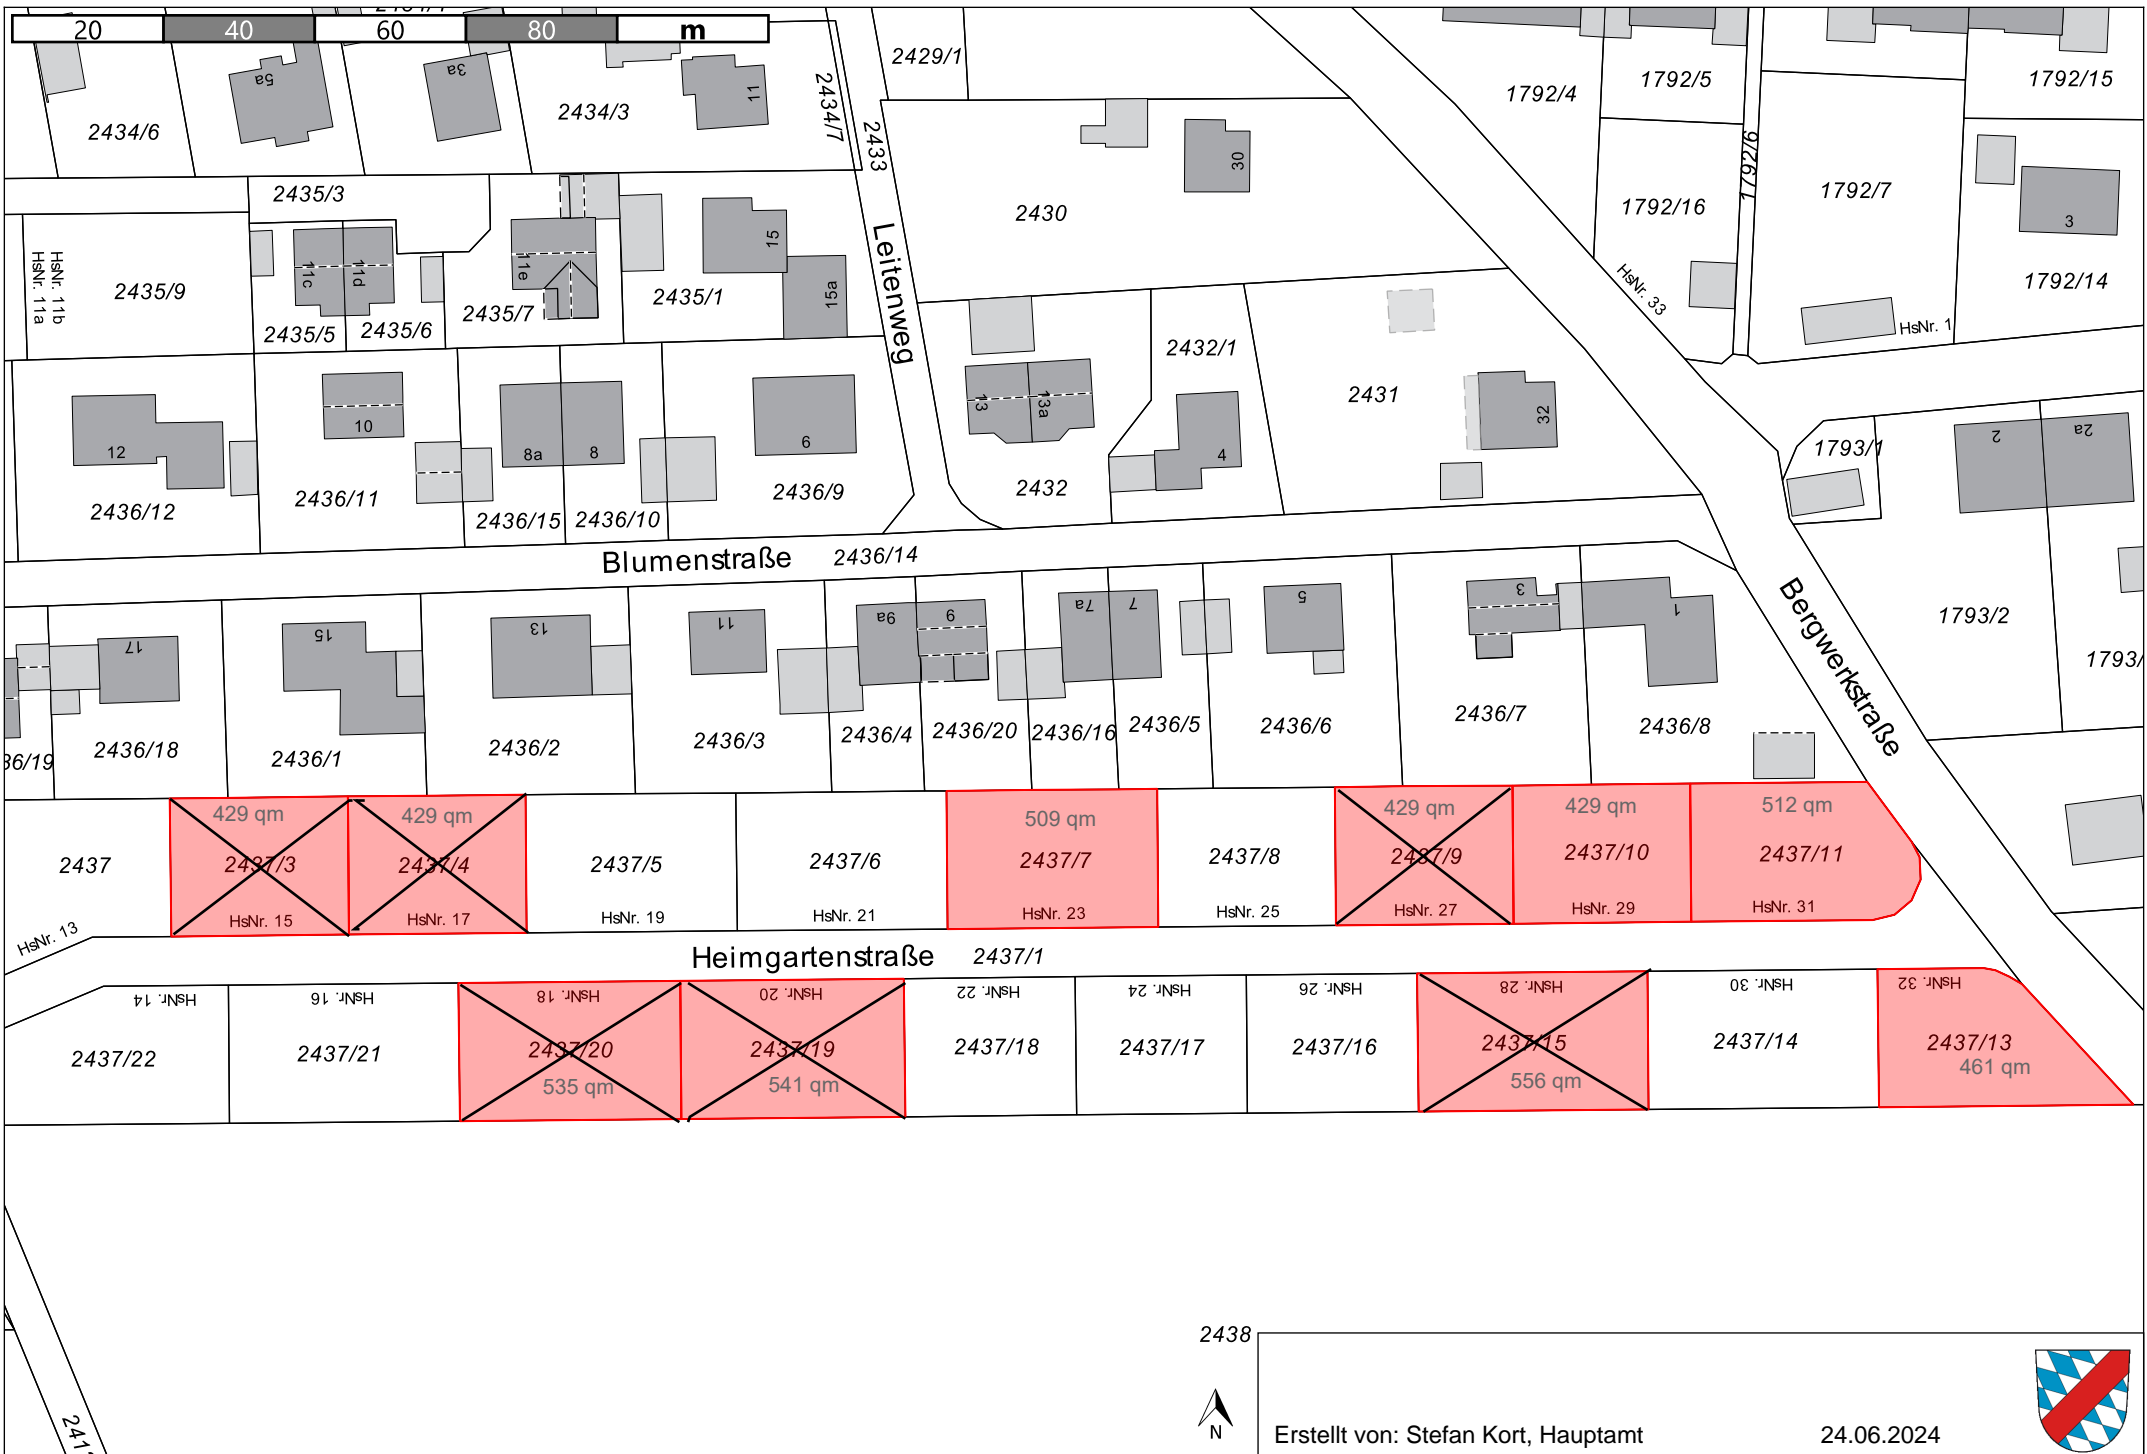 20 40 60 80 m
5a
3a
2434/3
11
2434/6
2434/7
2433
2429/1
1792/4
1792/5
1792/15
2435/3
30
2430
1792/16
1792/6
1792/7
3
1792/14
HsNr. 11a
HsNr. 11b
2435/9
11c
11d
2435/5
2435/6
11e
2435/7
15
15a
2435/1
Leitenweg
HsNr. 33
HsNr. 1
12
2436/12
10
2436/11
8a
8
2436/15
2436/10
6
2436/9
13
13a
2432
2432/1
4
2431
32
1793/1
2
2a
Blumenstraße 2436/14
17
15
13
11
9a
9
7a
7
5
3
1
Bergwerkstraße
1793/2
1793/
36/19
2436/18
2436/1
2436/2
2436/3
2436/4
2436/20
2436/16
2436/5
2436/6
2436/7
2436/8
429 qm
429 qm
509 qm
429 qm
429 qm
512 qm
2437
2437/3
2437/4
2437/5
2437/6
2437/7
2437/8
2437/9
2437/10
2437/11
HsNr. 13
HsNr. 15
HsNr. 17
HsNr. 19
HsNr. 21
HsNr. 23
HsNr. 25
HsNr. 27
HsNr. 29
HsNr. 31
Heimgartenstraße 2437/1
HsNr. 14
HsNr. 16
HsNr. 18
HsNr. 20
HsNr. 22
HsNr. 24
HsNr. 26
HsNr. 28
HsNr. 30
HsNr. 32
2437/22
2437/21
2437/20
2437/19
2437/18
2437/17
2437/16
2437/15
2437/14
2437/13
535 qm
541 qm
556 qm
461 qm
2438
N
Erstellt von: Stefan Kort, Hauptamt 24.06.2024